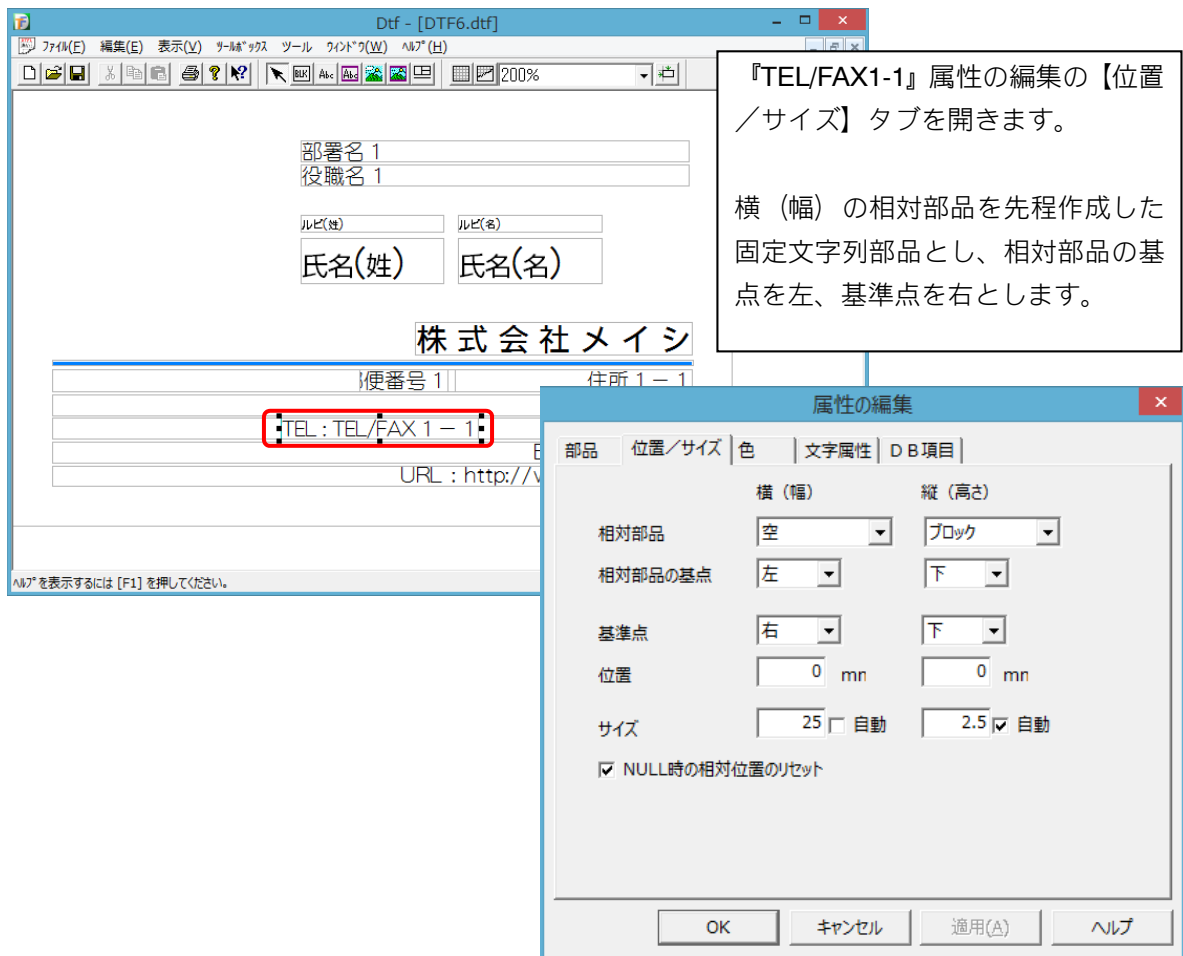 Dtf - [DTF6.dtf]
ﾌｧｲﾙ(F) 編集(E) 表示(V) ﾂｰﾙﾎﾞｯｸｽ ツール ｳｨﾝﾄﾞｳ(W) ﾍﾙﾌﾟ(H)
BLK Abc Abc 200%
『TEL/FAX1-1』属性の編集の【位置
／サイズ】タブを開きます。
横（幅）の相対部品を先程作成した
固定文字列部品とし、相対部品の基
点を左、基準点を右とします。
部署名 1
役職名 1
ルビ(姓) ルビ(名)
氏名(姓) 氏名(名)
株 式 会 社 メ イ シ
便番号 1 住所 1 － 1
TEL : TEL/FAX 1 － 1
E
URL : http://v
ﾍﾙﾌﾟを表示するには [F1] を押してください。
属性の編集
部品 位置／サイズ 色 文字属性 ＤＢ項目
横（幅） 縦（高さ）
相対部品 空 ブロック
相対部品の基点 左 下
基準点 右 下
位置 0 mm 0 mm
サイズ 25 自動 2.5 自動
NULL時の相対位置のリセット
OK キャンセル 適用(A) ヘルプ